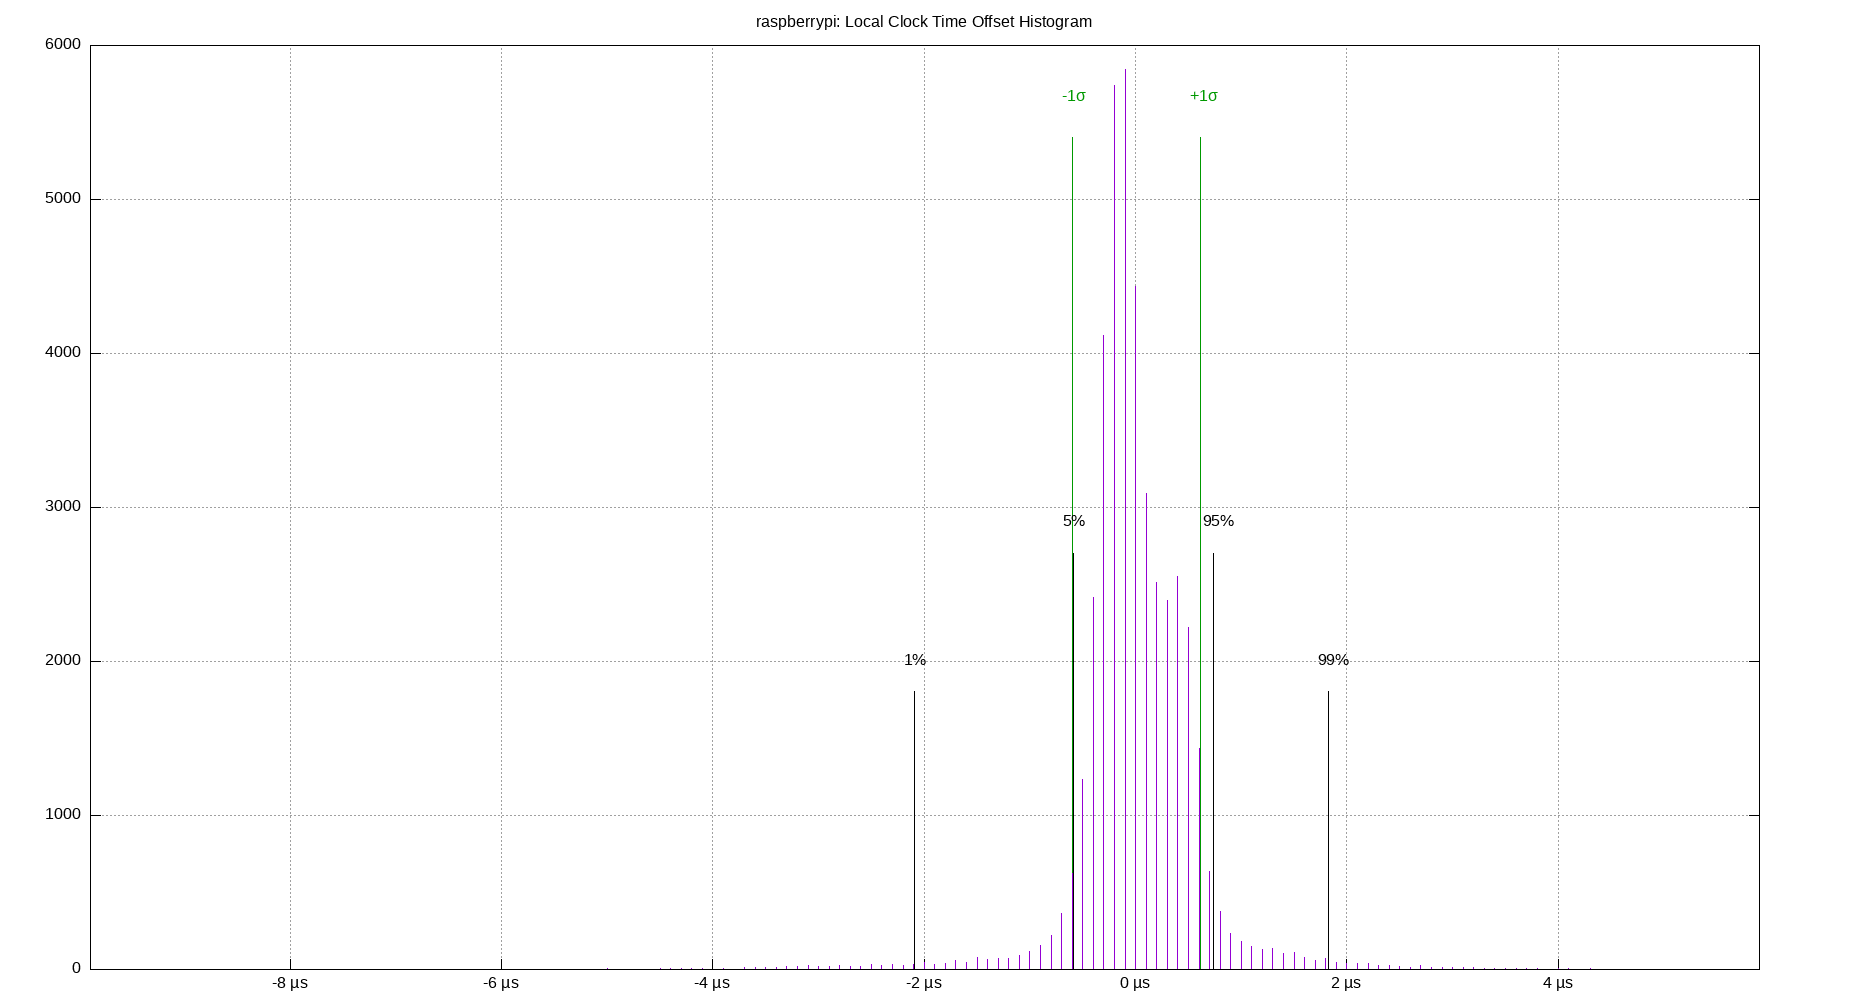 raspberrypi: Local Clock Time Offset Histogram
6000
-1σ
+1σ
5000
4000
3000
5%
95%
2000
1%
99%
1000
0
-8 µs
-6 µs
-4 µs
-2 µs
0 µs
2 µs
4 µs